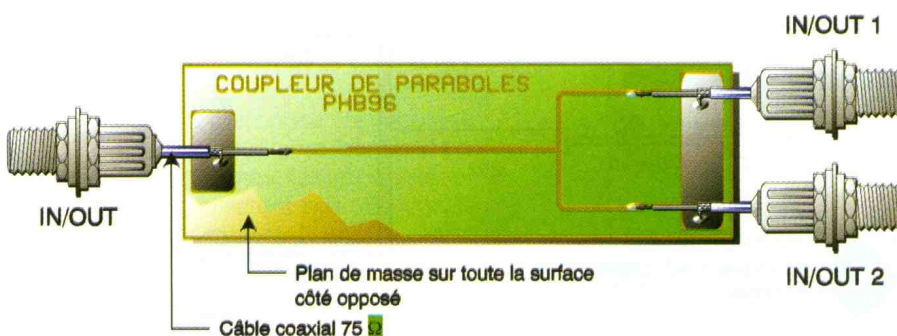 IN/OUT 1
COUPLEUR DE PARABOLES
PHB96
IN/OUT
IN/OUT 2
Plan de masse sur toute la surface
côté opposé
Câble coaxial 75 Ω